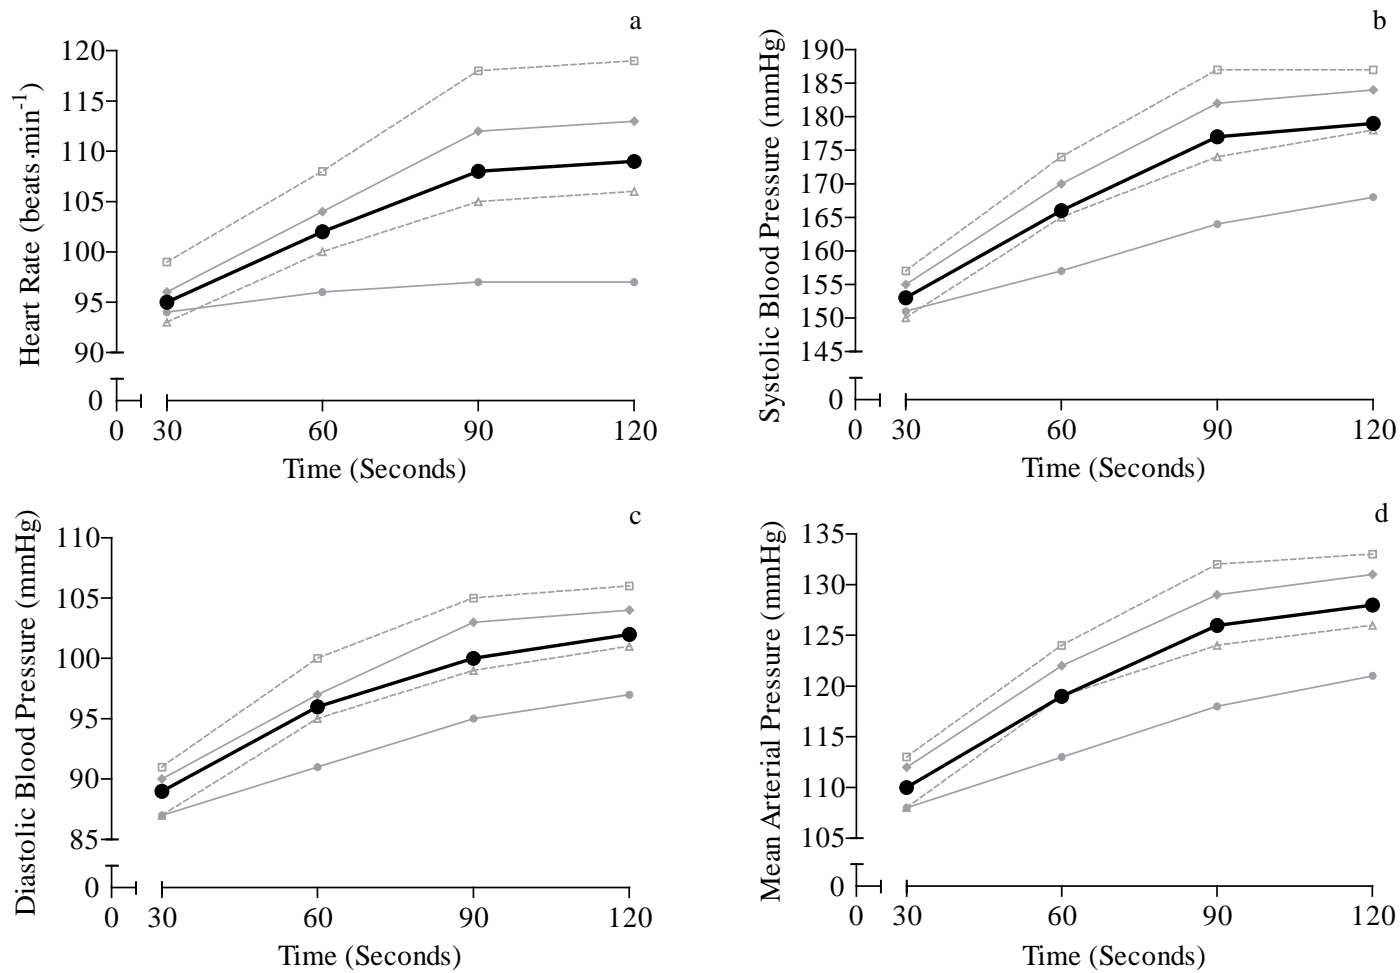 a
Heart Rate (beats·min⁻¹)
120
115
110
105
100
95
90
0
0 30 60 90 120
Time (Seconds)
b
Systolic Blood Pressure (mmHg)
190
185
180
175
170
165
160
155
150
145
0
0 30 60 90 120
Time (Seconds)
c
Diastolic Blood Pressure (mmHg)
110
105
100
95
90
85
0
0 30 60 90 120
Time (Seconds)
d
Mean Arterial Pressure (mmHg)
135
130
125
120
115
110
105
0
0 30 60 90 120
Time (Seconds)